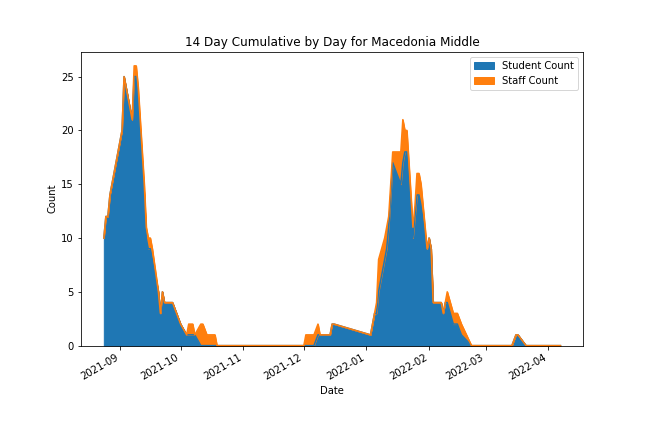 14 Day Cumulative by Day for Macedonia Middle
Student Count
Staff Count
25
20
15
10
5
0
Count
2021-09
2021-10
2021-11
2021-12
2022-01
2022-02
2022-03
2022-04
Date